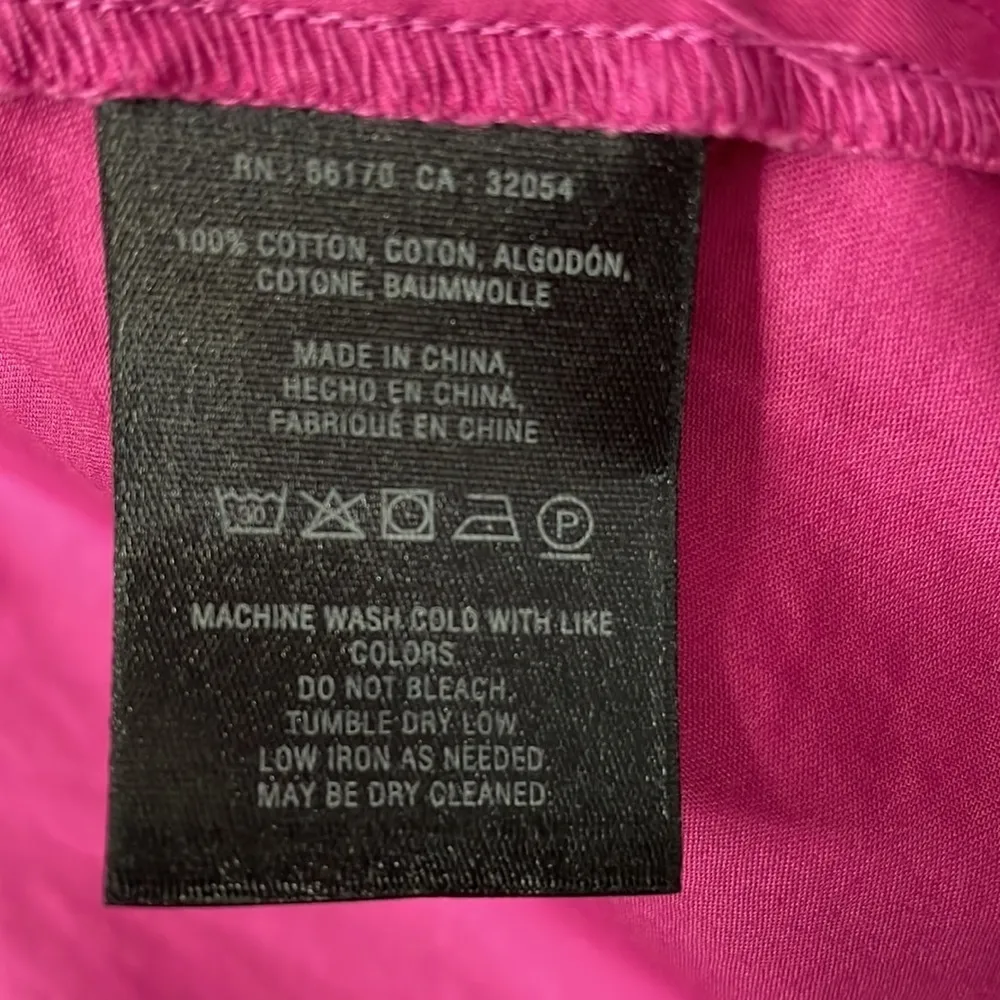 RN : 86170 CA : 32054
100% COTTON, COTON, ALGODÓN,
COTONE, BAUMWOLLE
MADE IN CHINA,
HECHO EN CHINA,
FABRIQUÉ EN CHINE
30 P
MACHINE WASH COLD WITH LIKE
COLORS.
DO NOT BLEACH.
TUMBLE DRY LOW.
LOW IRON AS NEEDED.
MAY BE DRY CLEANED.